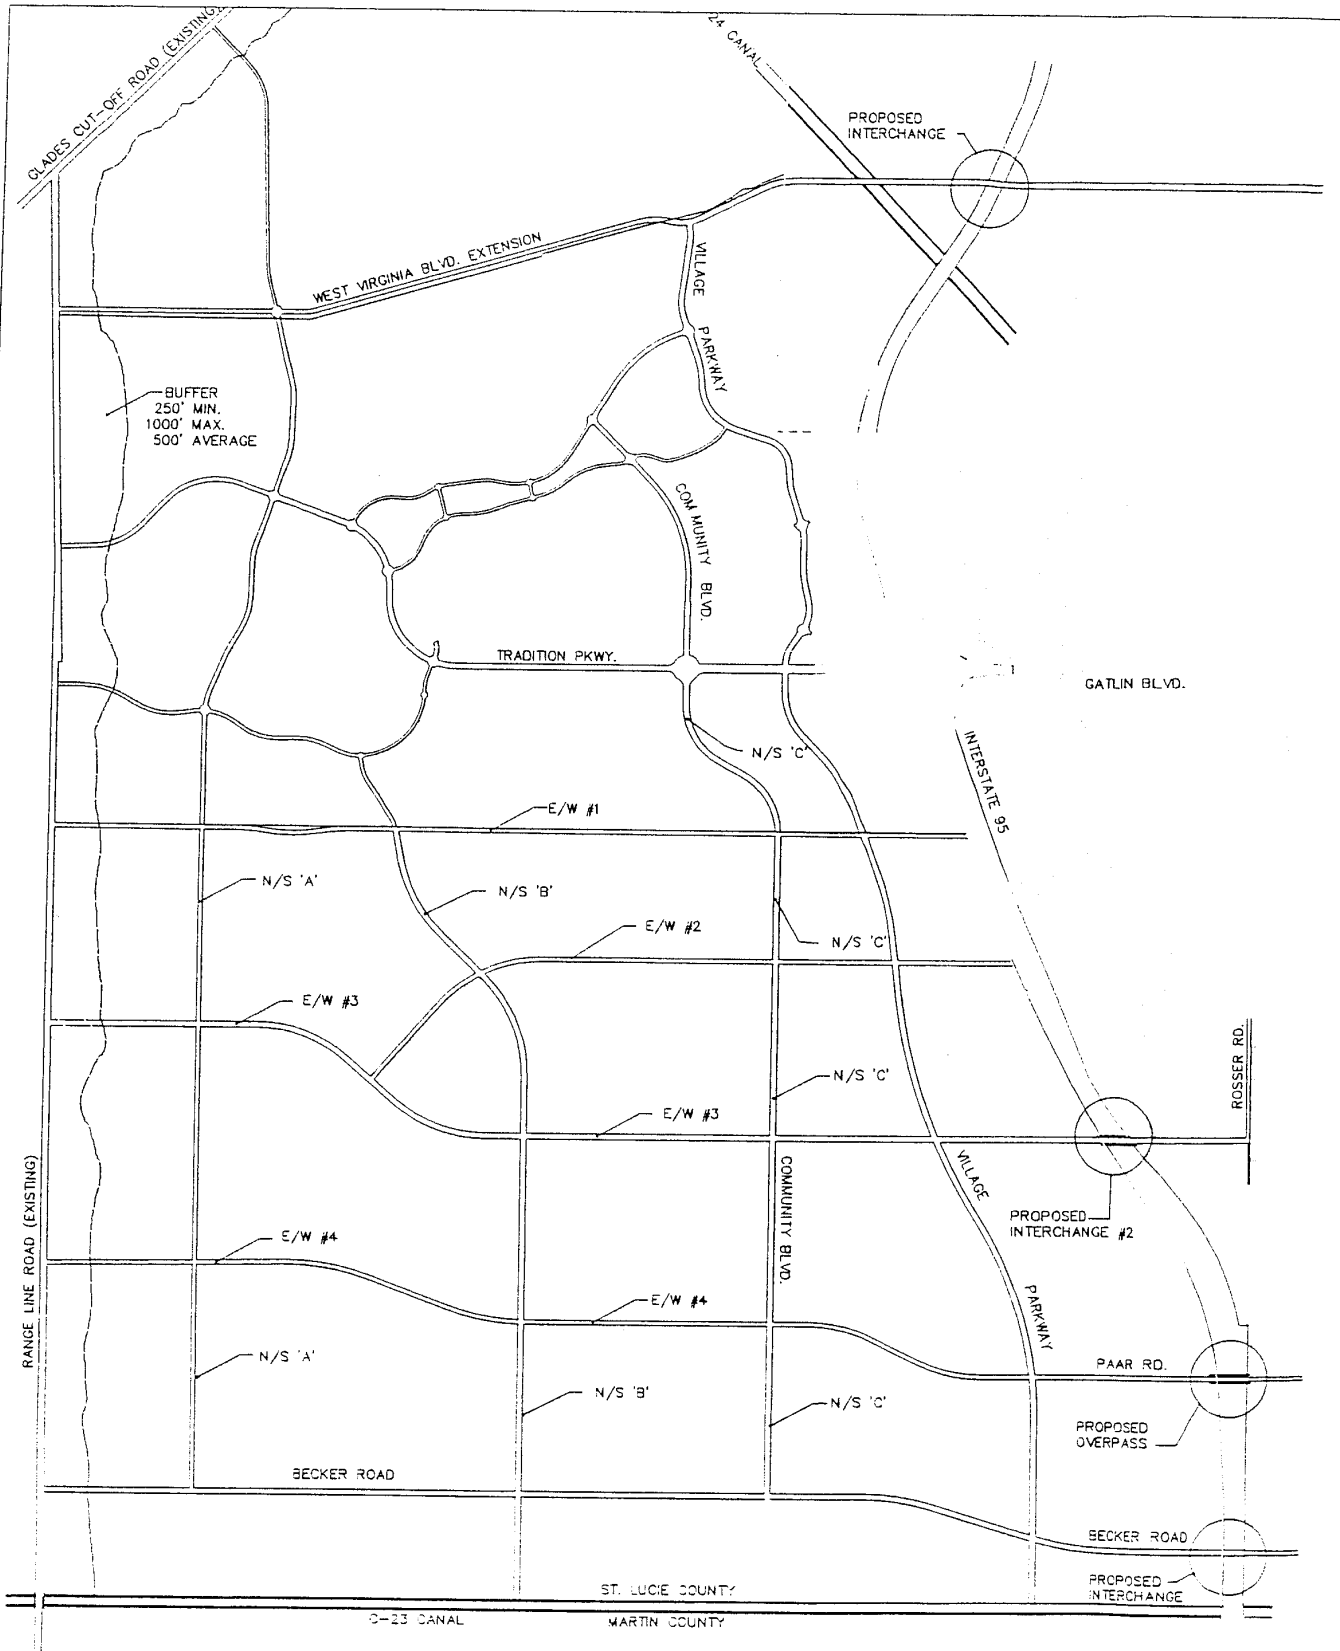 GLADES CUT-OFF ROAD (EXISTING)
24 CANAL
PROPOSED
INTERCHANGE
WEST VIRGINIA BLVD. EXTENSION
VILLAGE
PARKWAY
BUFFER
250' MIN.
1000' MAX.
500' AVERAGE
COMMUNITY BLVD.
TRADITION PKWY.
GATLIN BLVD.
N/S 'C'
INTERSTATE 95
E/W #1
N/S 'A'
N/S 'B'
E/W #2
N/S 'C'
E/W #3
ROSSER RD.
N/S 'C'
E/W #3
RANGE LINE ROAD (EXISTING)
COMMUNITY BLVD.
VILLAGE
PROPOSED
INTERCHANGE #2
E/W #4
E/W #4
PARKWAY
N/S 'A'
PAAR RD.
N/S 'B'
N/S 'C'
PROPOSED
OVERPASS
BECKER ROAD
BECKER ROAD
PROPOSED
INTERCHANGE
ST. LUCIE COUNTY
C-23 CANAL
MARTIN COUNTY